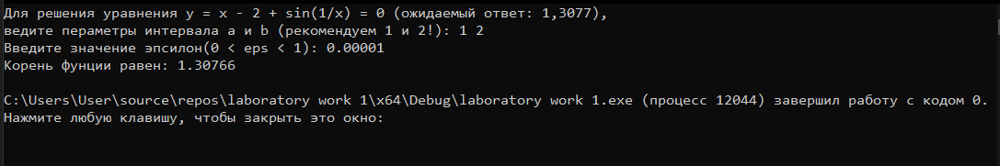 Для решения уравнения y = x - 2 + sin(1/x) = 0 (ожидаемый ответ: 1,3077),
ведите пераметры интервала a и b (рекомендуем 1 и 2!): 1 2
Введите значение эпсилон(0 < eps < 1): 0.00001
Корень фунции равен: 1.30766
C:\Users\User\source\repos\laboratory work 1\x64\Debug\laboratory work 1.exe (процесс 12044) завершил работу с кодом 0.
Нажмите любую клавишу, чтобы закрыть это окно: